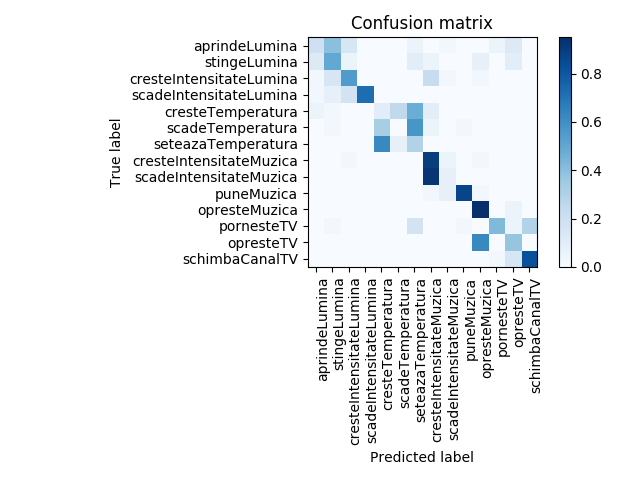 Confusion matrix
True label
aprindeLumina
stingeLumina
cresteIntensitateLumina
scadeIntensitateLumina
cresteTemperatura
scadeTemperatura
seteazaTemperatura
cresteIntensitateMuzica
scadeIntensitateMuzica
puneMuzica
opresteMuzica
pornesteTV
opresteTV
schimbaCanalTV
aprindeLumina
stingeLumina
cresteIntensitateLumina
scadeIntensitateLumina
cresteTemperatura
scadeTemperatura
seteazaTemperatura
cresteIntensitateMuzica
scadeIntensitateMuzica
puneMuzica
opresteMuzica
pornesteTV
opresteTV
schimbaCanalTV
Predicted label
0.8
0.6
0.4
0.2
0.0